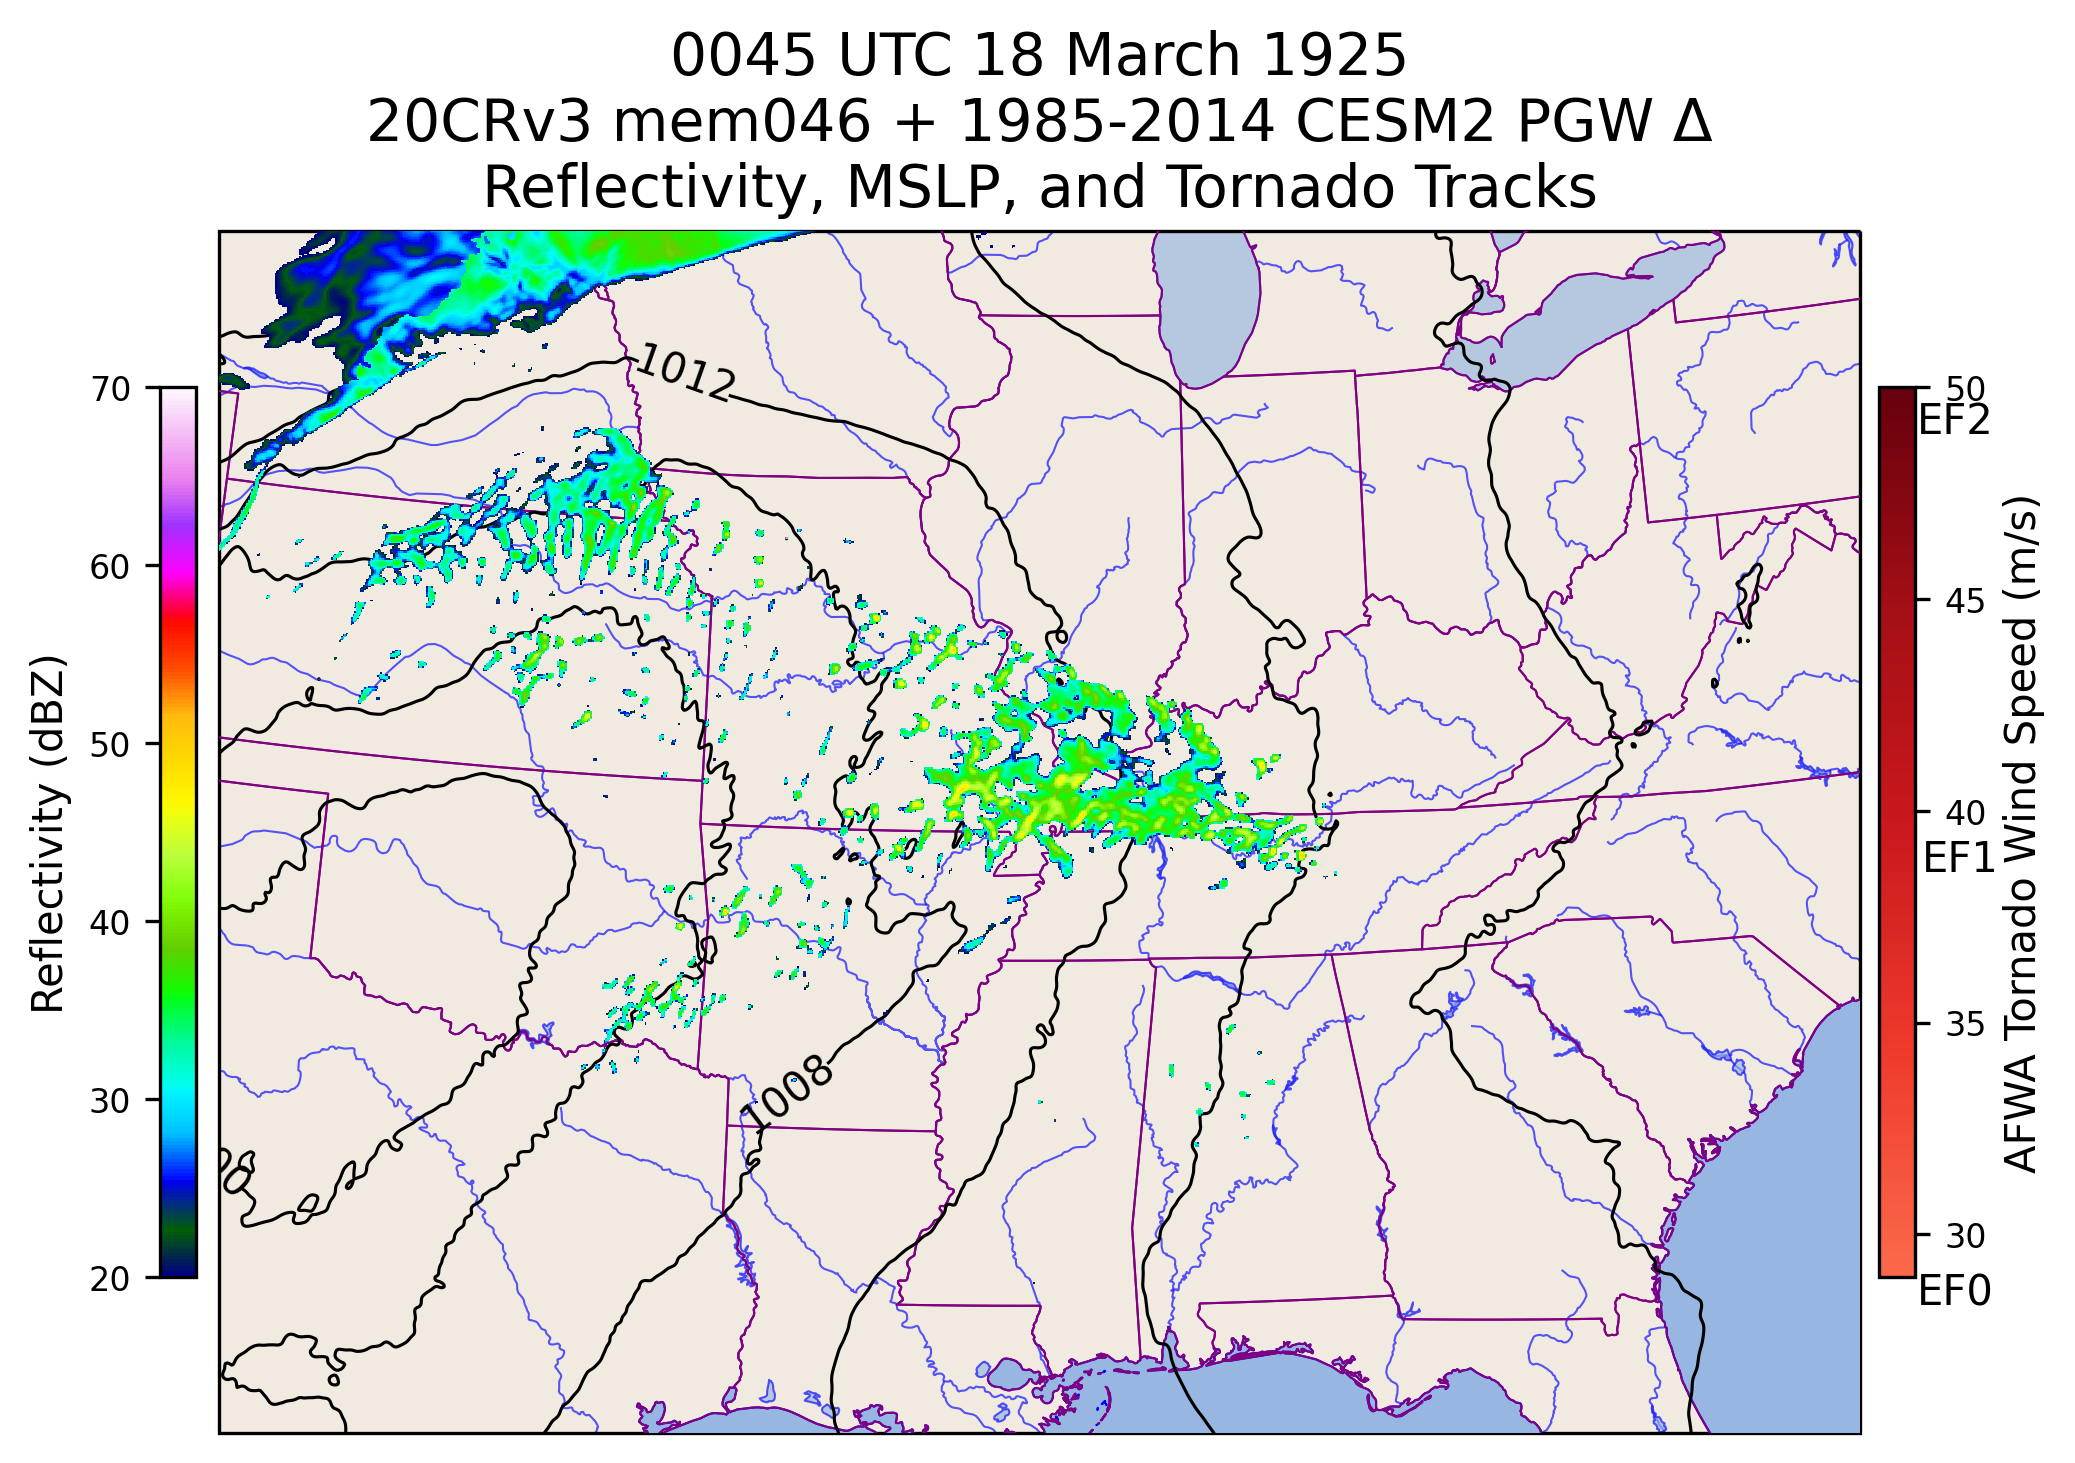 0045 UTC 18 March 1925
20CRv3 mem046 + 1985-2014 CESM2 PGW Δ
Reflectivity, MSLP, and Tornado Tracks
Reflectivity (dBZ)
70
60
50
40
30
20
1012
1008
50
EF2
45
40
EF1
35
30
EF0
AFWA Tornado Wind Speed (m/s)